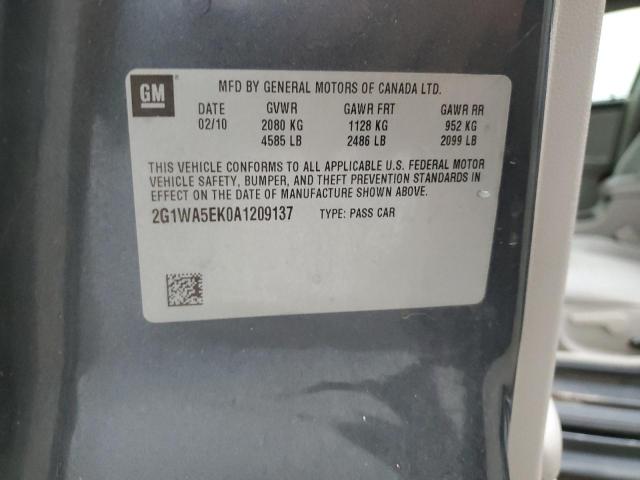 GM
MFD BY GENERAL MOTORS OF CANADA LTD.
DATE GVWR GAWR FRT GAWR RR
02/10 2080 KG 1128 KG 952 KG
4585 LB 2486 LB 2099 LB
THIS VEHICLE CONFORMS TO ALL APPLICABLE U.S. FEDERAL MOTOR
VEHICLE SAFETY, BUMPER, AND THEFT PREVENTION STANDARDS IN
EFFECT ON THE DATE OF MANUFACTURE SHOWN ABOVE.
2G1WA5EK0A1209137 TYPE: PASS CAR